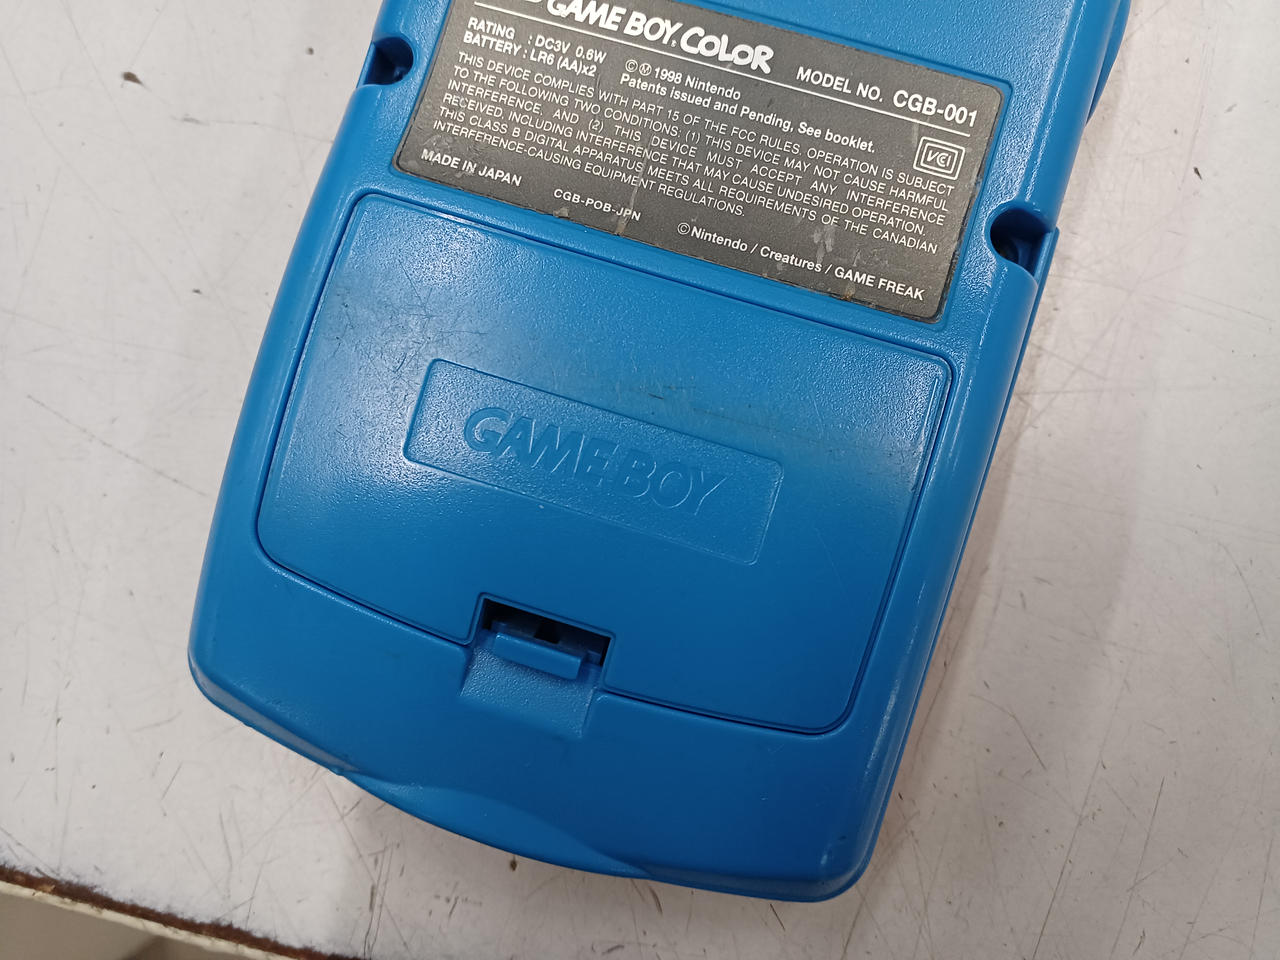 GAME BOY COLOR
RATING : DC3V 0.6W
BATTERY : LR6 (AA)x2
ⒸⓂ 1998 Nintendo
Patents issued and Pending, See booklet.
MODEL NO. CGB-001
THIS DEVICE COMPLIES WITH PART 15 OF THE FCC RULES. OPERATION IS SUBJECT
TO THE FOLLOWING TWO CONDITIONS: (1) THIS DEVICE MAY NOT CAUSE HARMFUL
INTERFERENCE, AND (2) THIS DEVICE MUST ACCEPT ANY INTERFERENCE
RECEIVED, INCLUDING INTERFERENCE THAT MAY CAUSE UNDESIRED OPERATION.
THIS CLASS B DIGITAL APPARATUS MEETS ALL REQUIREMENTS OF THE CANADIAN
INTERFERENCE-CAUSING EQUIPMENT REGULATIONS.
VCI
MADE IN JAPAN
CGB-POB-JPN
©Nintendo / Creatures / GAME FREAK
GAME BOY